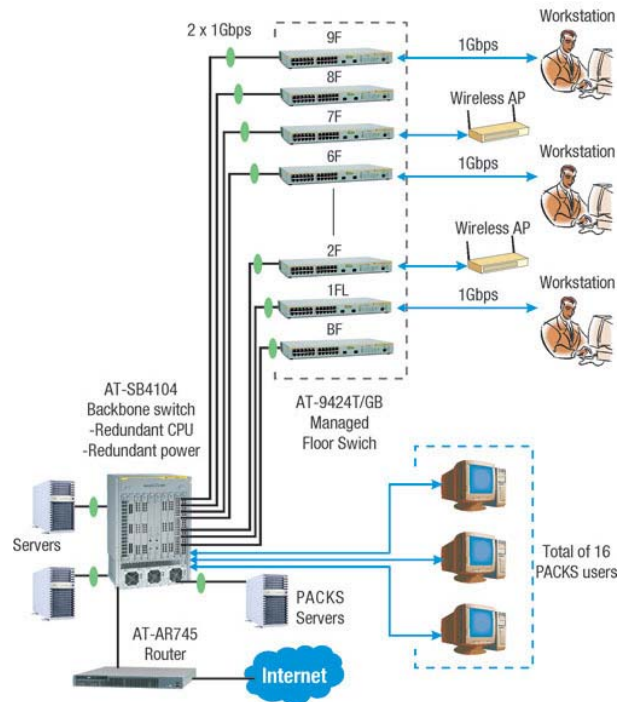 2 x 1Gbps
9F
1Gbps
Workstation
8F
7F
Wireless AP
6F
1Gbps
Workstation
2F
Wireless AP
1FL
1Gbps
Workstation
BF
AT-SB4104
Backbone switch
-Redundant CPU
-Redundant power
AT-9424T/GB
Managed
Floor Swich
Servers
PACKS
Servers
Total of 16
PACKS users
AT-AR745
Router
Internet